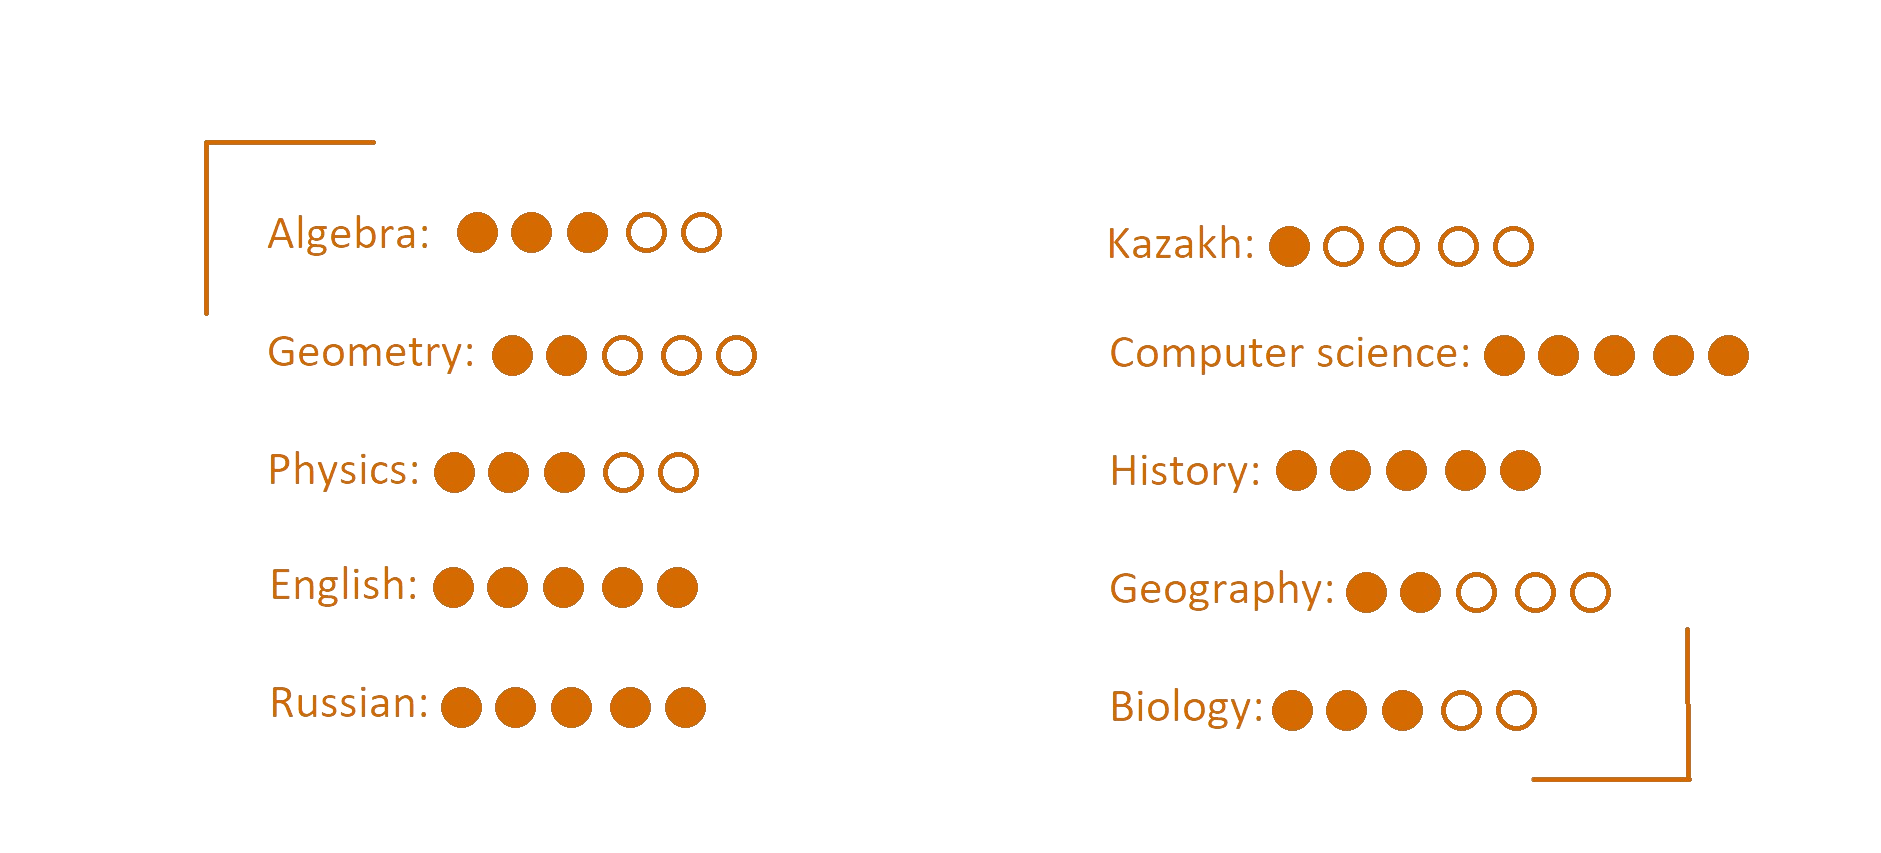 Algebra:
Geometry:
Physics:
English:
Russian:
Kazakh:
Computer science:
History:
Geography:
Biology: